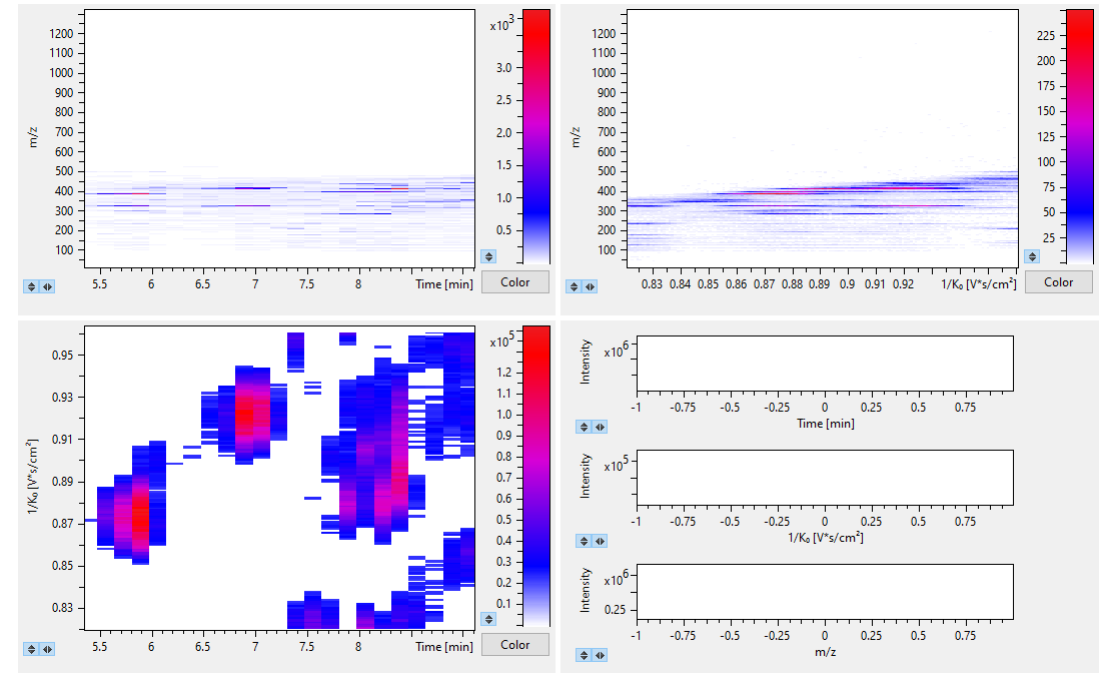 x10³
1200
1100
1000
900
800
700
600
500
400
300
200
100
m/z
3.0
2.5
2.0
1.5
1.0
0.5
5.5 6 6.5 7 7.5 8 Time [min]
Color
1200
1100
1000
900
800
700
600
500
400
300
200
100
m/z
225
200
175
150
125
100
75
50
25
0.83 0.84 0.85 0.86 0.87 0.88 0.89 0.9 0.91 0.92 1/K₀ [V*s/cm²]
Color
0.95
0.93
0.91
0.89
0.87
0.85
0.83
1/K₀ [V*s/cm²]
x10⁵
1.2
1.1
1.0
0.9
0.8
0.7
0.6
0.5
0.4
0.3
0.2
0.1
5.5 6 6.5 7 7.5 8 Time [min]
Color
Intensity
x10⁶
-1 -0.75 -0.5 -0.25 0 0.25 0.5 0.75
Time [min]
Intensity
x10⁵
-1 -0.75 -0.5 -0.25 0 0.25 0.5 0.75
1/K₀ [V*s/cm²]
Intensity
x10⁶
0.25
-1 -0.75 -0.5 -0.25 0 0.25 0.5 0.75
m/z